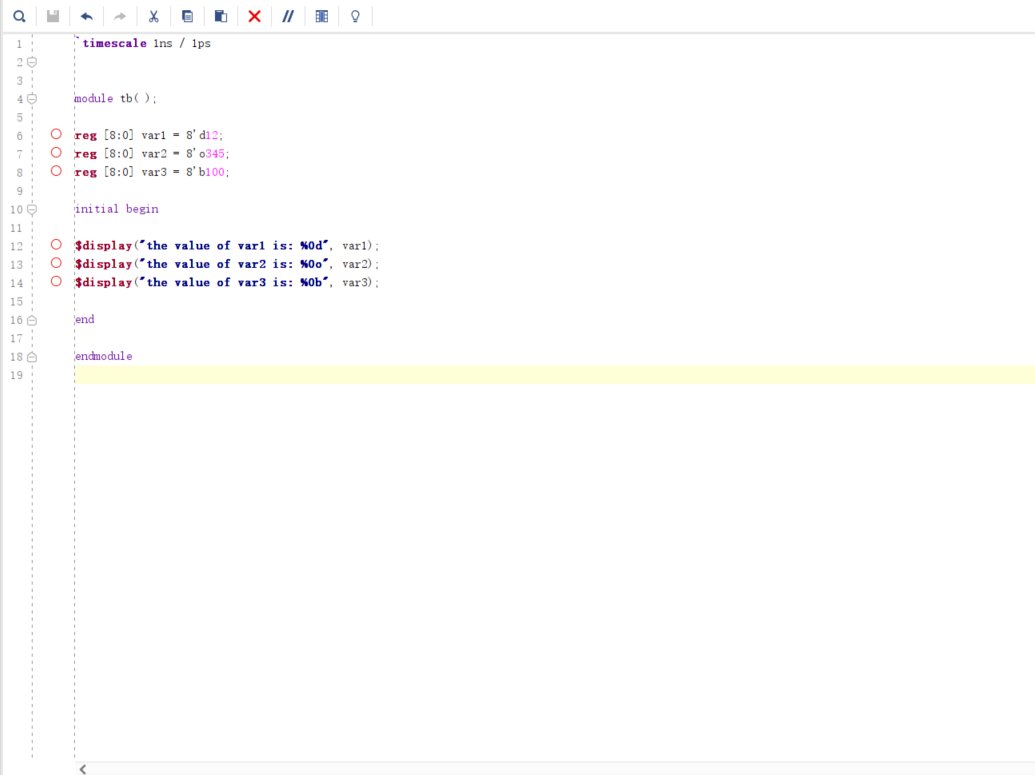 1 `timescale 1ns / 1ps
2
3
4 module tb( );
5
6 reg [8:0] var1 = 8'd12;
7 reg [8:0] var2 = 8'o345;
8 reg [8:0] var3 = 8'b100;
9
10 initial begin
11
12 $display("the value of var1 is: %0d", var1);
13 $display("the value of var2 is: %0o", var2);
14 $display("the value of var3 is: %0b", var3);
15
16 end
17
18 endmodule
19